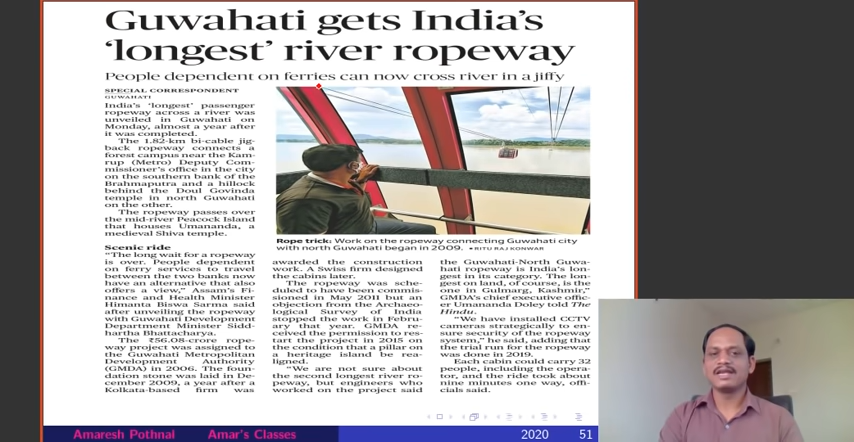 Guwahati gets India's
'longest' river ropeway
People dependent on ferries can now cross river in a jiffy
SPECIAL CORRESPONDENT
GUWAHATI
India's 'longest' passenger
ropeway across a river was
unveiled in Guwahati on
Monday, almost a year after
it was completed.
The 1.82-km bi-cable jig-
back ropeway connects a
forest campus near the Kam-
rup (Metro) Deputy Com-
missioner's office in the city
on the southern bank of the
Brahmaputra and a hillock
behind the Doul Govinda
temple in north Guwahati
on the other.
The ropeway passes over
the mid-river Peacock Island
that houses Umananda, a
medieval Shiva temple.
Scenic ride
"The long wait for a ropeway
is over. People dependent
on ferry services to travel
between the two banks now
have an alternative that also
offers a view," Assam's Fi-
nance and Health Minister
Himanta Biswa Sarma said
after unveiling the ropeway
with Guwahati Development
Department Minister Sidd-
hartha Bhattacharya.
The ₹56.08-crore rope-
way project was assigned to
the Guwahati Metropolitan
Development Authority
(GMDA) in 2006. The foun-
dation stone was laid in De-
cember 2009, a year after a
Kolkata-based firm was
Rope trick: Work on the ropeway connecting Guwahati city
with north Guwahati began in 2009. •RITU RAJ KONWAR
awarded the construction
work. A Swiss firm designed
the cabins later.
The ropeway was sche-
duled to have been commis-
sioned in May 2011 but an
objection from the Archaeo-
logical Survey of India
stopped the work in Febru-
ary that year. GMDA re-
ceived the permission to res-
tart the project in 2015 on
the condition that a pillar on
a heritage island be rea-
ligned.
"We are not sure about
the second longest river ro-
peway, but engineers who
worked on the project said
the Guwahati-North Guwa-
hati ropeway is India's lon-
gest in its category. The lon-
gest on land, of course, is the
one in Gulmarg, Kashmir,"
GMDA's chief executive offic-
er Umananda Doley told The
Hindu.
"We have installed CCTV
cameras strategically to en-
sure security of the ropeway
system," he said, adding that
the trial run for the ropeway
was done in 2019.
Each cabin could carry 32
people, including the opera-
tor, and the ride took about
nine minutes one way, offi-
cials said.
Amaresh Pothnal Amar's Classes 2020 51